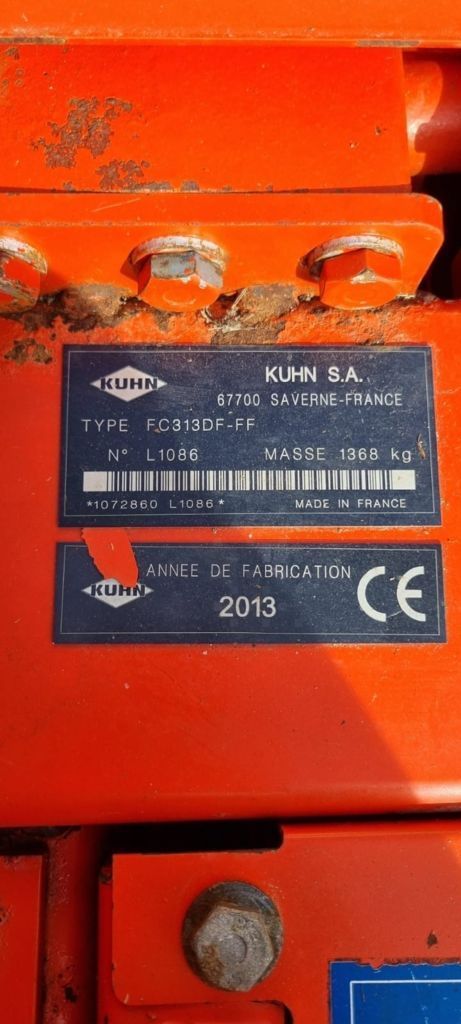 KUHN
KUHN S.A.
67700 SAVERNE-FRANCE
TYPE FC313DF-FF
N° L1086 MASSE 1368 kg
*1072860 L1086* MADE IN FRANCE
KUHN
ANNEE DE FABRICATION
2013
CE